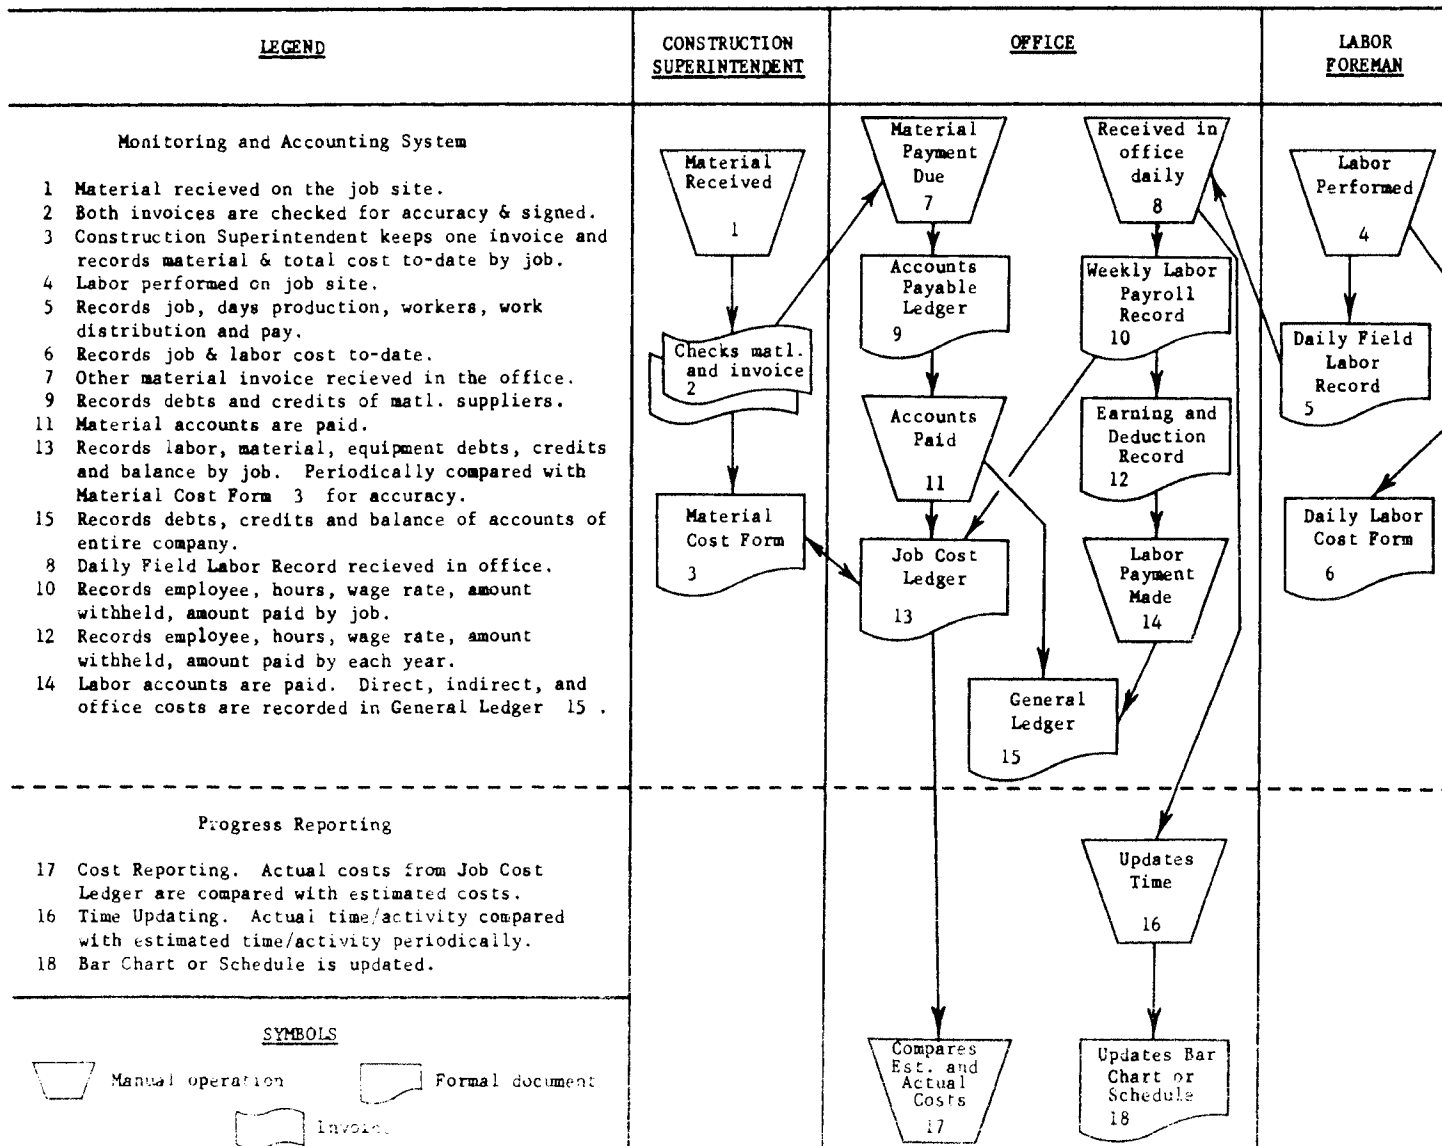 LEGEND
CONSTRUCTION
SUPERINTENDENT
OFFICE
LABOR
FOREMAN
Monitoring and Accounting System
1 Material recieved on the job site.
2 Both invoices are checked for accuracy & signed.
3 Construction Superintendent keeps one invoice and
records material & total cost to-date by job.
4 Labor performed on job site.
5 Records job, days production, workers, work
distribution and pay.
6 Records job & labor cost to-date.
7 Other material invoice recieved in the office.
9 Records debts and credits of matl. suppliers.
11 Material accounts are paid.
13 Records labor, material, equipment debts, credits
and balance by job. Periodically compared with
Material Cost Form 3 for accuracy.
15 Records debts, credits and balance of accounts of
entire company.
8 Daily Field Labor Record recieved in office.
10 Records employee, hours, wage rate, amount
withheld, amount paid by job.
12 Records employee, hours, wage rate, amount
withheld, amount paid by each year.
14 Labor accounts are paid. Direct, indirect, and
office costs are recorded in General Ledger 15 .
Material
Received
1
Checks matl.
and invoice
2
Material
Cost Form
3
Material
Payment
Due
7
Accounts
Payable
Ledger
9
Accounts
Paid
11
Job Cost
Ledger
13
Received in
office
daily
8
Weekly Labor
Payroll
Record
10
Earning and
Deduction
Record
12
Labor
Payment
Made
14
General
Ledger
15
Labor
Performed
4
Daily Field
Labor
Record
5
Daily Labor
Cost Form
6
Progress Reporting
17 Cost Reporting. Actual costs from Job Cost
Ledger are compared with estimated costs.
16 Time Updating. Actual time/activity compared
with estimated time/activity periodically.
18 Bar Chart or Schedule is updated.
Updates
Time
16
Compares
Est. and
Actual
Costs
17
Updates Bar
Chart or
Schedule
18
SYMBOLS
Manual operation
Formal document